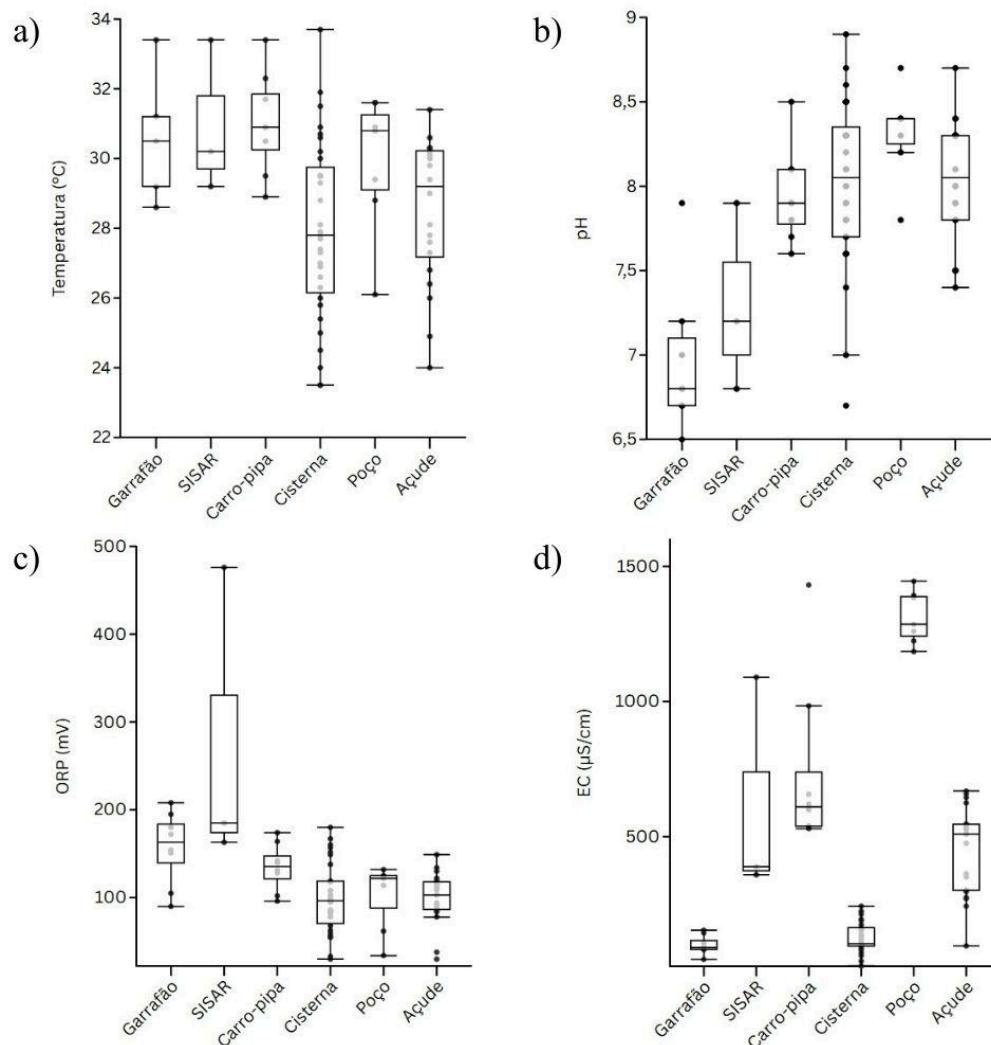 a)
34
32
30
28
26
24
22
Temperatura (°C)
Garrafão
SISAR
Carro-pipa
Cisterna
Poço
Açude
b)
9
8,5
8
7,5
7
6,5
pH
Garrafão
SISAR
Carro-pipa
Cisterna
Poço
Açude
c)
500
400
300
200
100
ORP (mV)
Garrafão
SISAR
Carro-pipa
Cisterna
Poço
Açude
d)
1500
1000
500
EC (µS/cm)
Garrafão
SISAR
Carro-pipa
Cisterna
Poço
Açude